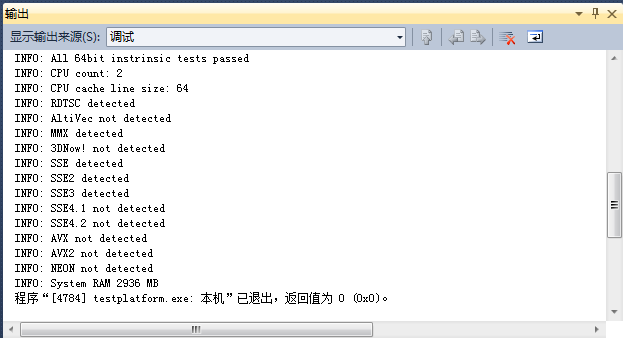 输出
显示输出来源(S): 调试
INFO: All 64bit instrinsic tests passed
INFO: CPU count: 2
INFO: CPU cache line size: 64
INFO: RDTSC detected
INFO: AltiVec not detected
INFO: MMX detected
INFO: 3DNow! not detected
INFO: SSE detected
INFO: SSE2 detected
INFO: SSE3 detected
INFO: SSE4.1 not detected
INFO: SSE4.2 not detected
INFO: AVX not detected
INFO: AVX2 not detected
INFO: NEON not detected
INFO: System RAM 2936 MB
程序“[4784] testplatform.exe: 本机”已退出，返回值为 0 (0x0)。